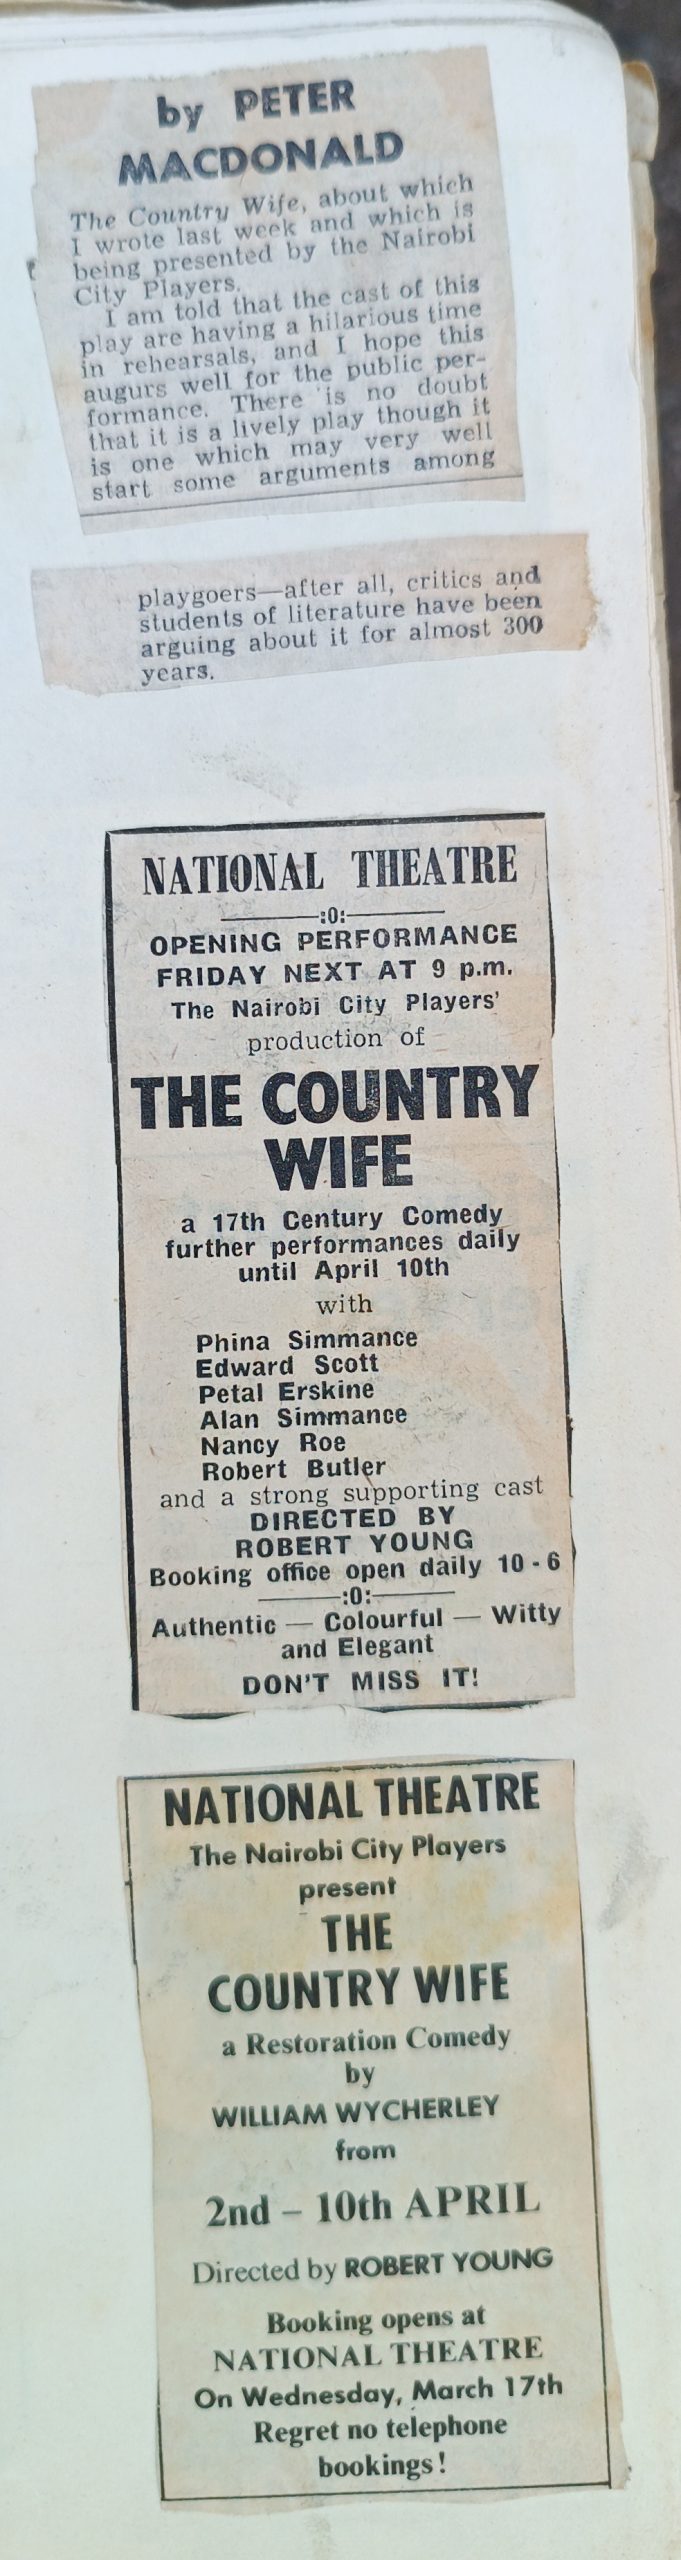 by PETER
MACDONALD
The Country Wife, about which
I wrote last week and which is
being presented by the Nairobi
City Players.
I am told that the cast of this
play are having a hilarious time
in rehearsals, and I hope this
augurs well for the public per-
formance. There is no doubt
that it is a lively play though it
is one which may very well
start some arguments among
playgoers—after all, critics and
students of literature have been
arguing about it for almost 300
years.
NATIONAL THEATRE
:0:
OPENING PERFORMANCE
FRIDAY NEXT AT 9 p.m.
The Nairobi City Players'
production of
THE COUNTRY
WIFE
a 17th Century Comedy
further performances daily
until April 10th
with
Phina Simmance
Edward Scott
Petal Erskine
Alan Simmance
Nancy Roe
Robert Butler
and a strong supporting cast
DIRECTED BY
ROBERT YOUNG
Booking office open daily 10 - 6
:0:
Authentic — Colourful — Witty
and Elegant
DON'T MISS IT!
NATIONAL THEATRE
The Nairobi City Players
present
THE
COUNTRY WIFE
a Restoration Comedy
by
WILLIAM WYCHERLEY
from
2nd – 10th APRIL
Directed by ROBERT YOUNG
Booking opens at
NATIONAL THEATRE
On Wednesday, March 17th
Regret no telephone
bookings!